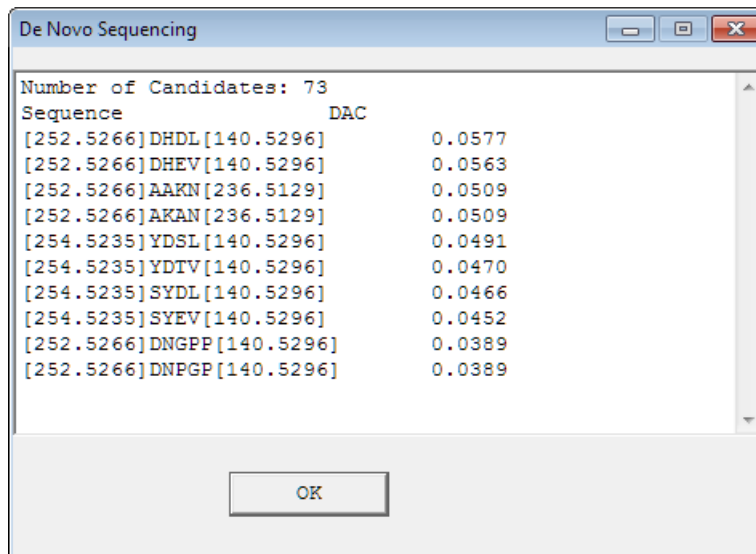 De Novo Sequencing
Number of Candidates: 73
Sequence DAC
[252.5266]DHDL[140.5296] 0.0577
[252.5266]DHEV[140.5296] 0.0563
[252.5266]AAKN[236.5129] 0.0509
[252.5266]AKAN[236.5129] 0.0509
[254.5235]YDSL[140.5296] 0.0491
[254.5235]YDTV[140.5296] 0.0470
[254.5235]SYDL[140.5296] 0.0466
[254.5235]SYEV[140.5296] 0.0452
[252.5266]DNGPP[140.5296] 0.0389
[252.5266]DNPGP[140.5296] 0.0389
OK